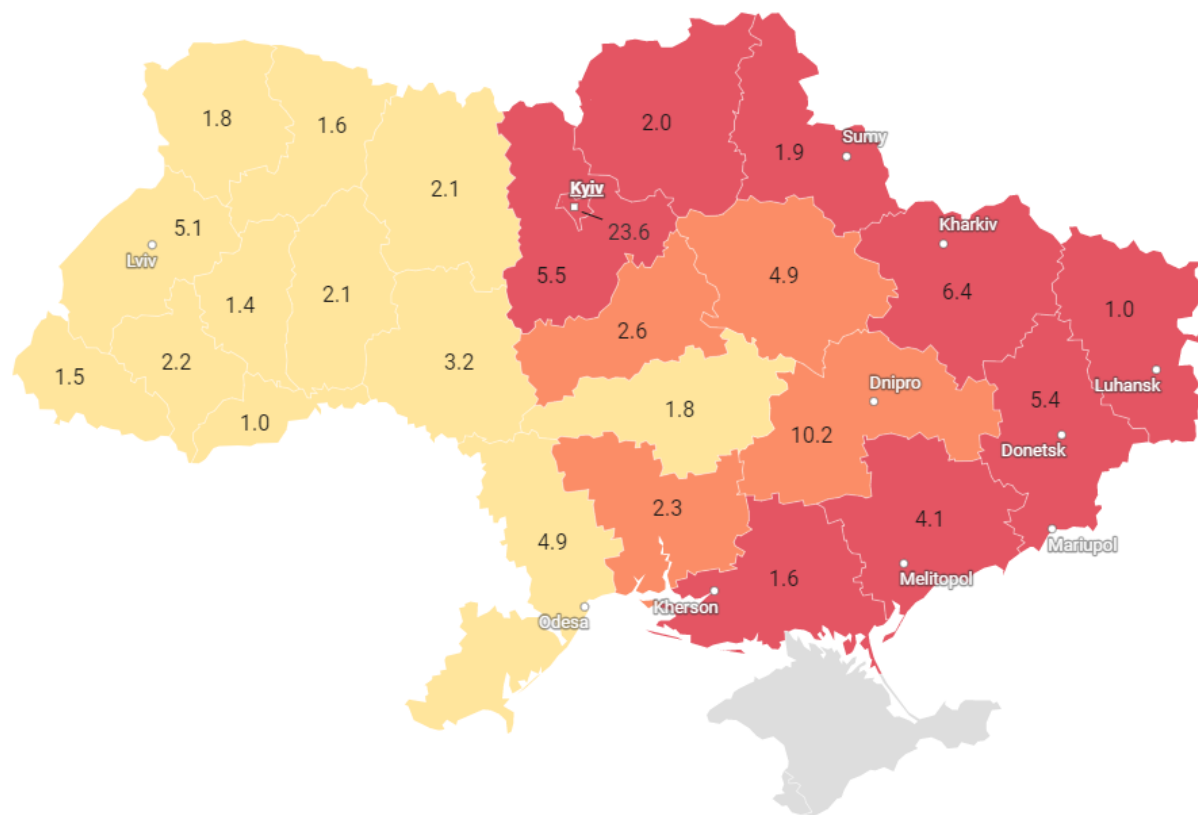 1.8
1.6
2.0
Sumy
1.9
2.1
Kyiv
5.1
23.6
Kharkiv
Lviv
5.5
4.9
6.4
1.4
2.1
1.0
2.6
3.2
2.2
1.5
Dnipro
Luhansk
5.4
1.8
1.0
10.2
Donetsk
2.3
4.1
4.9
Mariupol
1.6
Melitopol
Kherson
Odesa